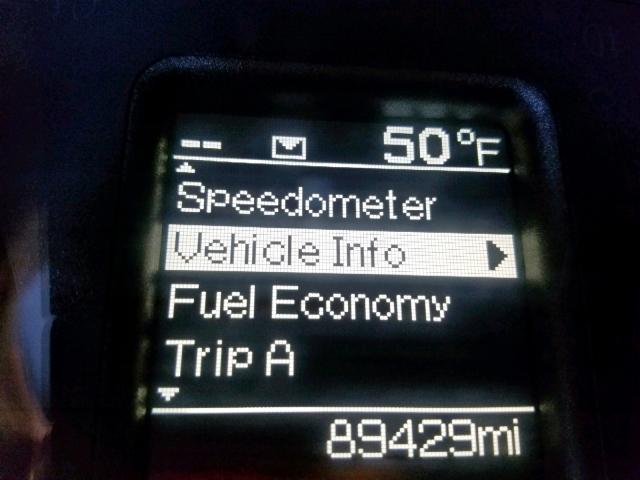 -- 50°F
Speedometer
Vehicle Info
Fuel Economy
Trip A
89429mi